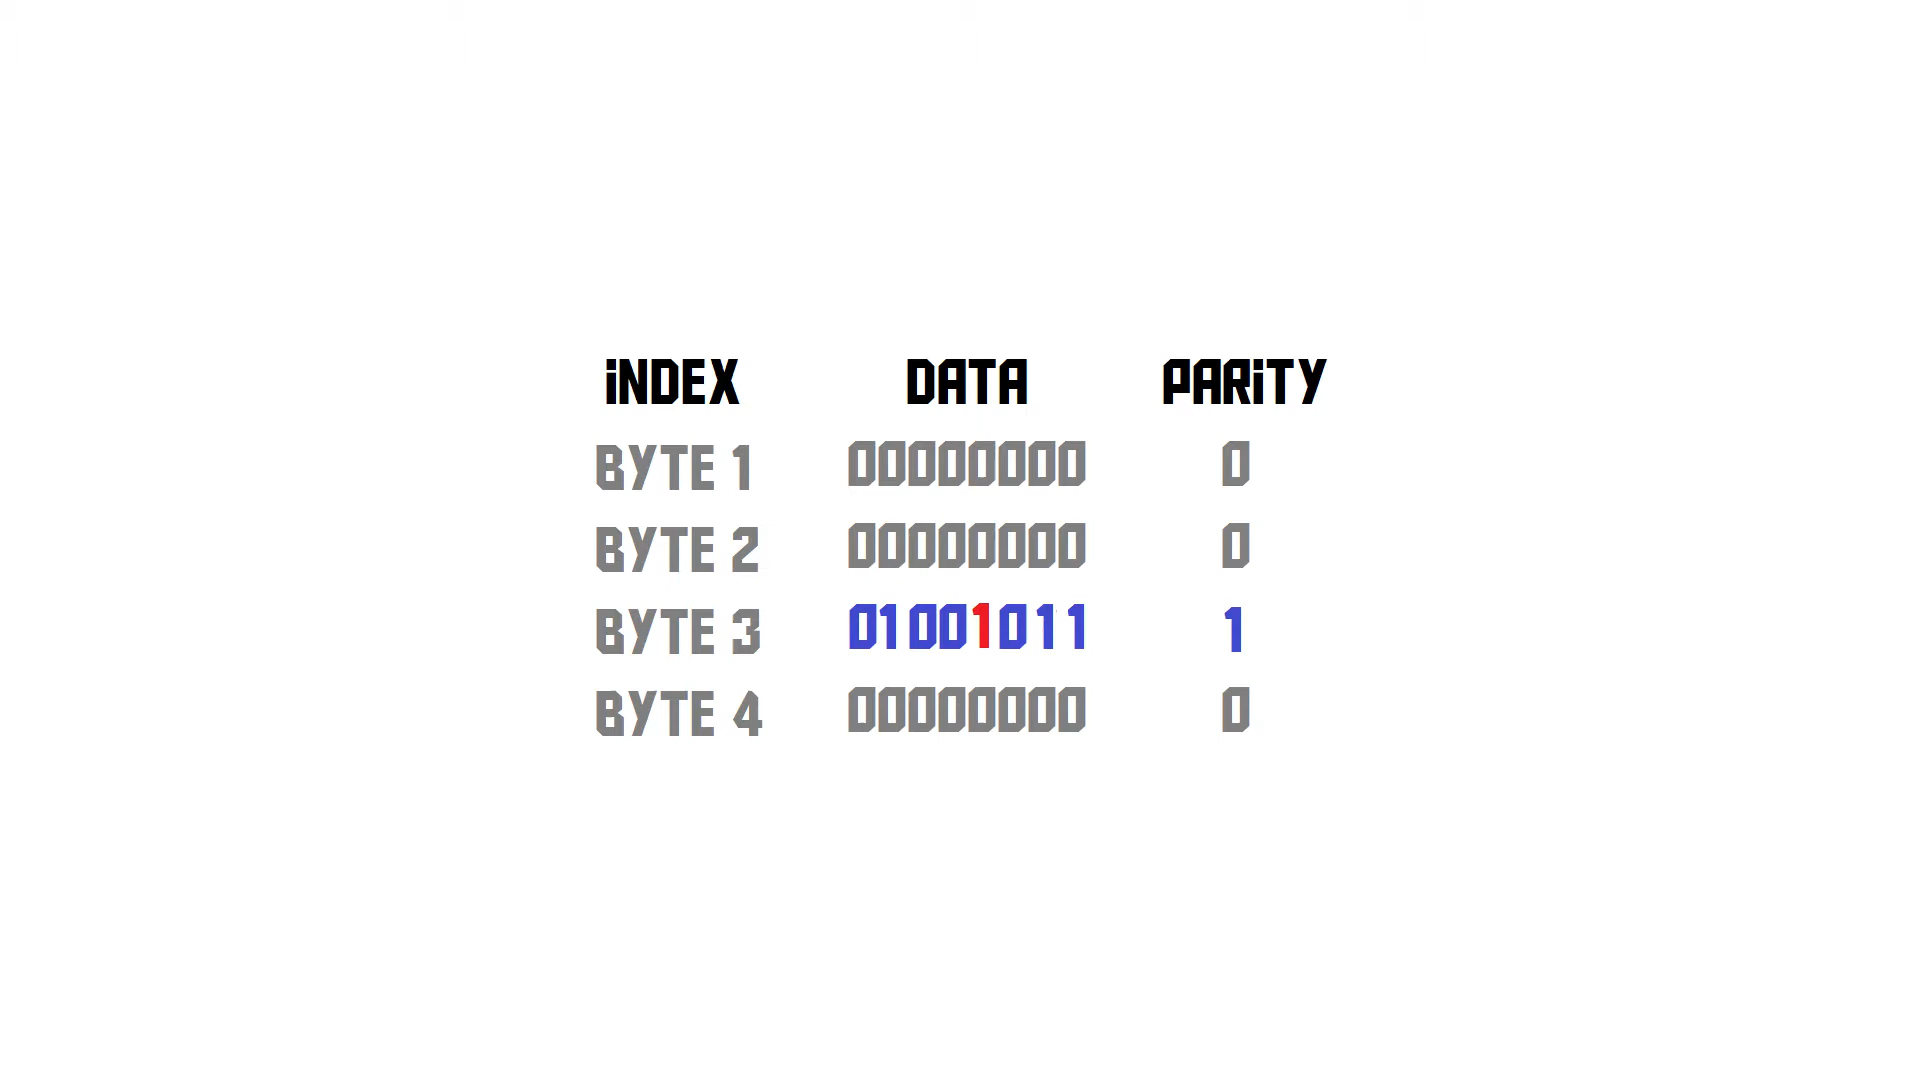 iNDEX DATA PARiTY
BYTE 1 00000000 0
BYTE 2 00000000 0
BYTE 3 01001011 1
BYTE 4 00000000 0